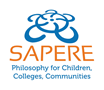 SAPERE
Philosophy for Children,
Colleges, Communities